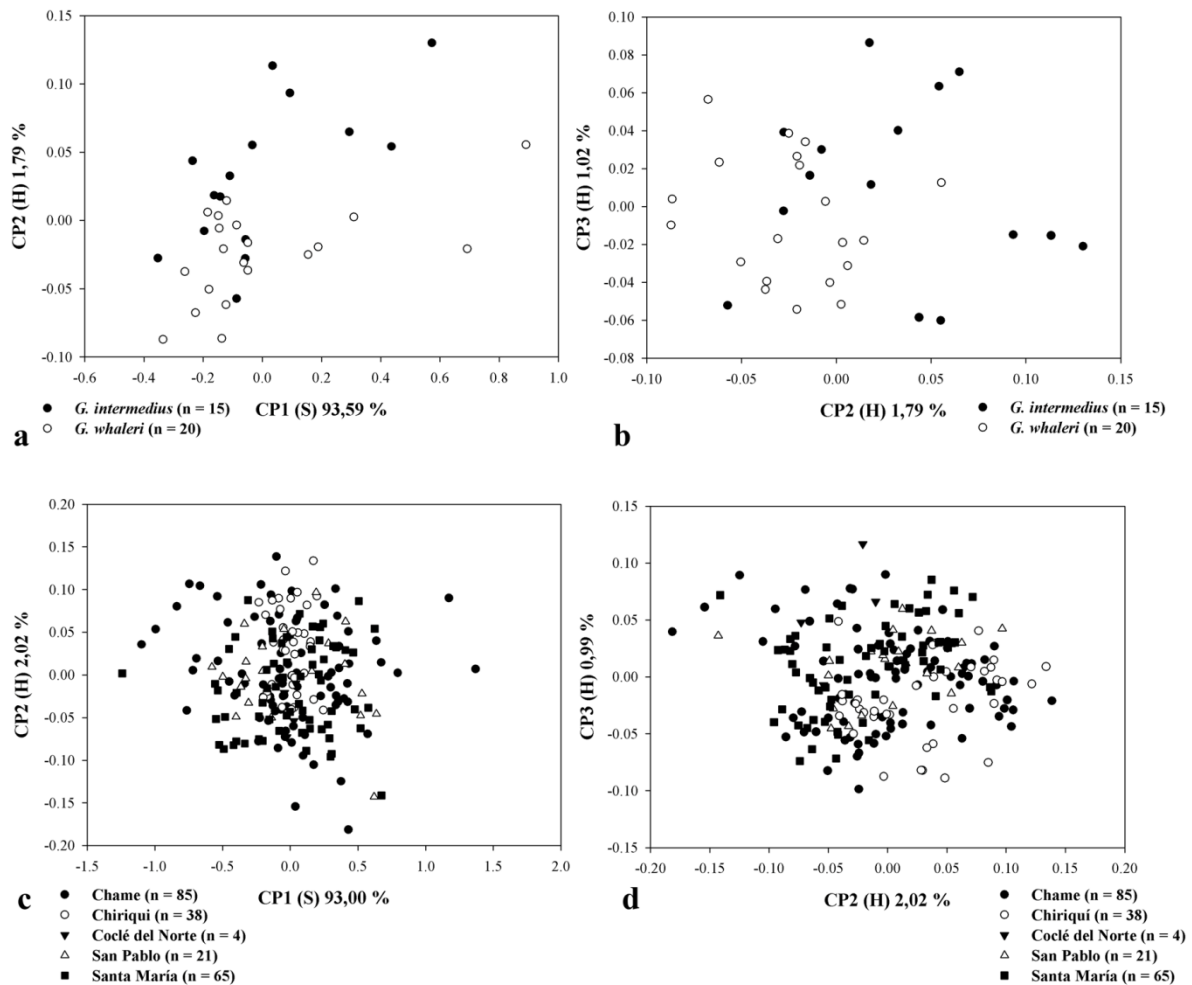 0.15
0.10
0.05
0.00
-0.05
-0.10
CP2 (H) 1,79 %
-0.6 -0.4 -0.2 0.0 0.2 0.4 0.6 0.8 1.0
CP1 (S) 93,59 %
G. intermedius (n = 15)
G. whaleri (n = 20)
a
0.10
0.08
0.06
0.04
0.02
0.00
-0.02
-0.04
-0.06
-0.08
CP3 (H) 1,02 %
-0.10 -0.05 0.00 0.05 0.10 0.15
CP2 (H) 1,79 %
G. intermedius (n = 15)
G. whaleri (n = 20)
b
0.20
0.15
0.10
0.05
0.00
-0.05
-0.10
-0.15
-0.20
CP2 (H) 2,02 %
-1.5 -1.0 -0.5 0.0 0.5 1.0 1.5 2.0
CP1 (S) 93,00 %
Chame (n = 85)
Chiriqui (n = 38)
Coclé del Norte (n = 4)
San Pablo (n = 21)
Santa María (n = 65)
c
0.15
0.10
0.05
0.00
-0.05
-0.10
-0.15
CP3 (H) 0,99 %
-0.20 -0.15 -0.10 -0.05 0.00 0.05 0.10 0.15 0.20
CP2 (H) 2,02 %
Chame (n = 85)
Chiriquí (n = 38)
Coclé del Norte (n = 4)
San Pablo (n = 21)
Santa María (n = 65)
d